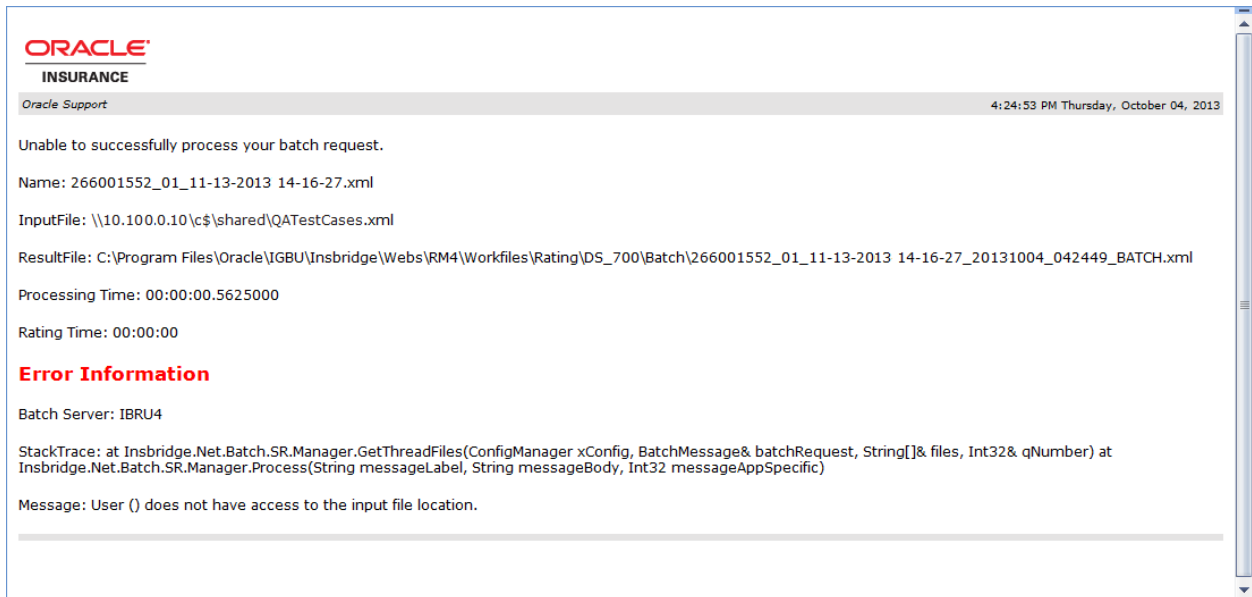 ORACLE
INSURANCE
Oracle Support 4:24:53 PM Thursday, October 04, 2013
Unable to successfully process your batch request.
Name: 266001552_01_11-13-2013 14-16-27.xml
InputFile: \\10.100.0.10\c$\shared\QATestCases.xml
ResultFile: C:\Program Files\Oracle\IGBU\Insbridge\Webs\RM4\Workfiles\Rating\DS_700\Batch\266001552_01_11-13-2013 14-16-27_20131004_042449_BATCH.xml
Processing Time: 00:00:00.5625000
Rating Time: 00:00:00
Error Information
Batch Server: IBRU4
StackTrace: at Insbridge.Net.Batch.SR.Manager.GetThreadFiles(ConfigManager xConfig, BatchMessage& batchRequest, String[]& files, Int32& qNumber) at
Insbridge.Net.Batch.SR.Manager.Process(String messageLabel, String messageBody, Int32 messageAppSpecific)
Message: User () does not have access to the input file location.